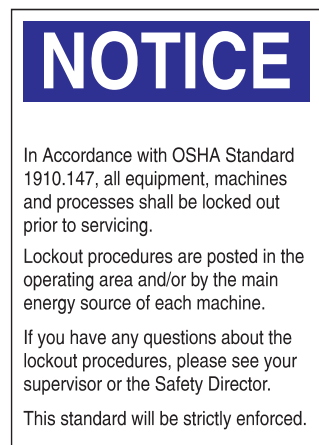 NOTICE
In Accordance with OSHA Standard
1910.147, all equipment, machines
and processes shall be locked out
prior to servicing.
Lockout procedures are posted in the
operating area and/or by the main
energy source of each machine.
If you have any questions about the
lockout procedures, please see your
supervisor or the Safety Director.
This standard will be strictly enforced.